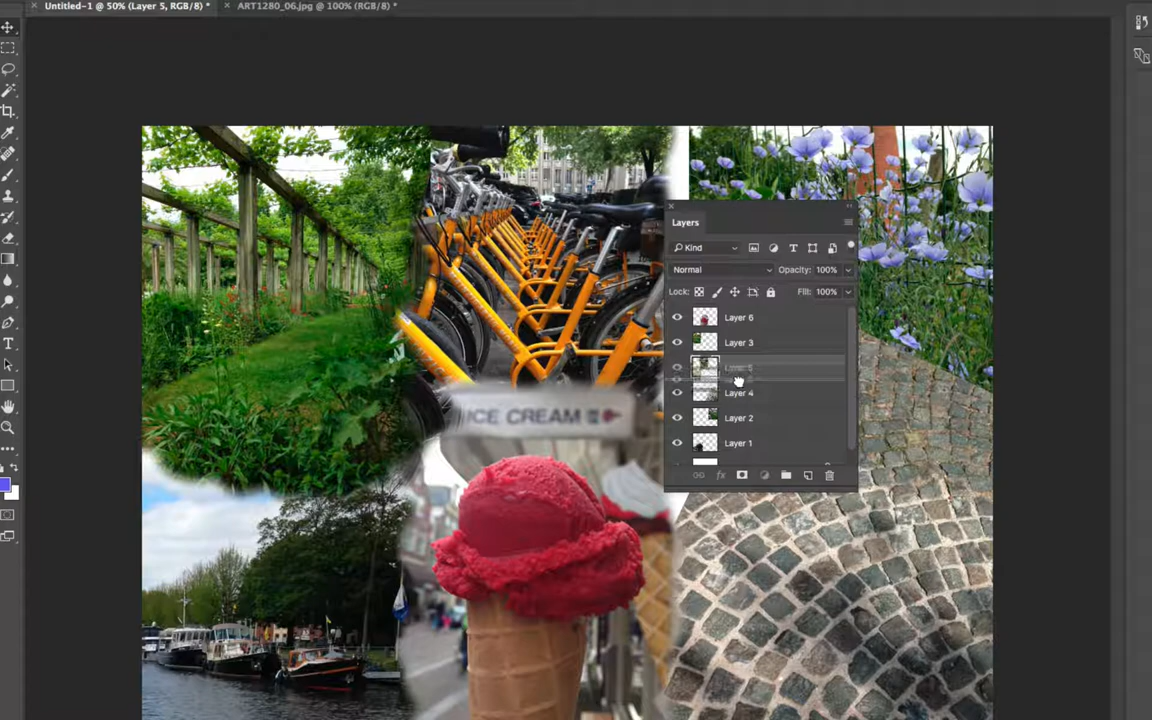 Untitled-1 @ 50% (Layer 5, RGB/8) *
ART1280_06.jpg @ 100% (RGB/8) *
Layers
Kind
Normal
Opacity: 100%
Lock:
Fill: 100%
Layer 6
Layer 3
Layer 5
Layer 4
Layer 2
Layer 1
fx
ICE CREAM